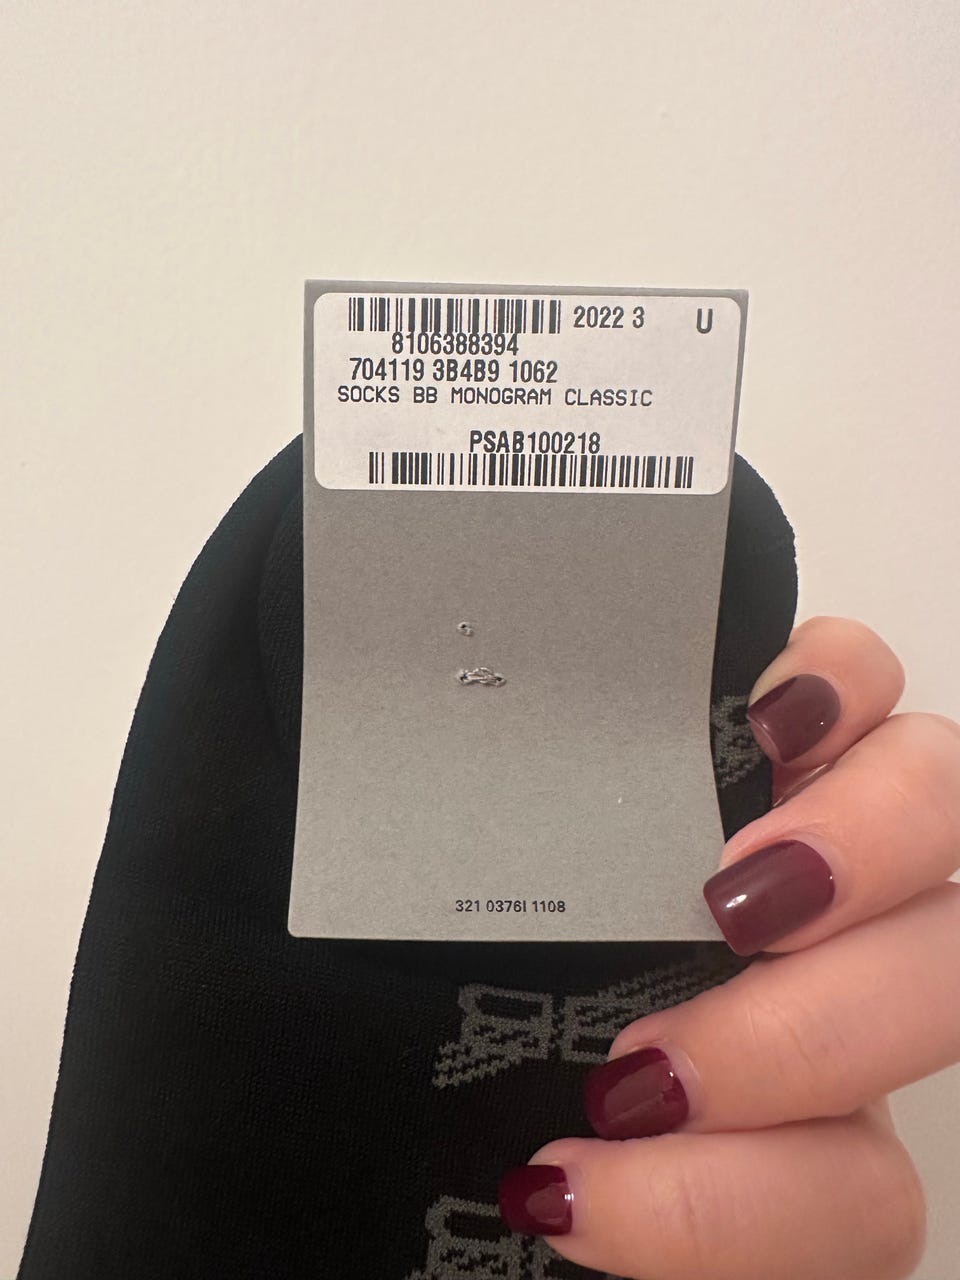 2022 3 U
8106388394
704119 3B4B9 1062
SOCKS BB MONOGRAM CLASSIC
PSAB100218
321 0376I 1108